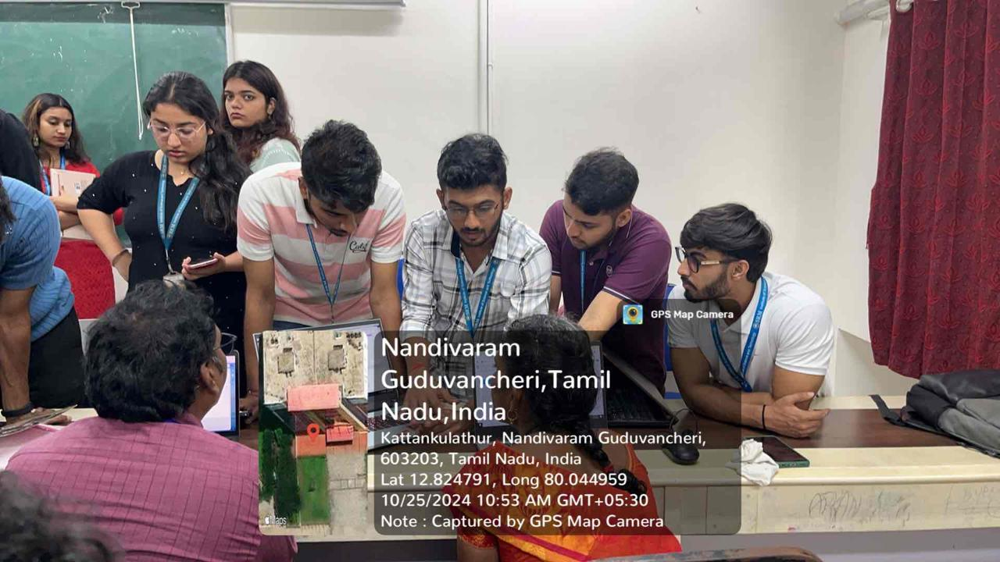 Calif
GPS Map Camera
Nandivaram
Guduvancheri,Tamil
Nadu,India
Kattankulathur, Nandivaram Guduvancheri,
603203, Tamil Nadu, India
Lat 12.824791, Long 80.044959
10/25/2024 10:53 AM GMT+05:30
Note : Captured by GPS Map Camera
Maps